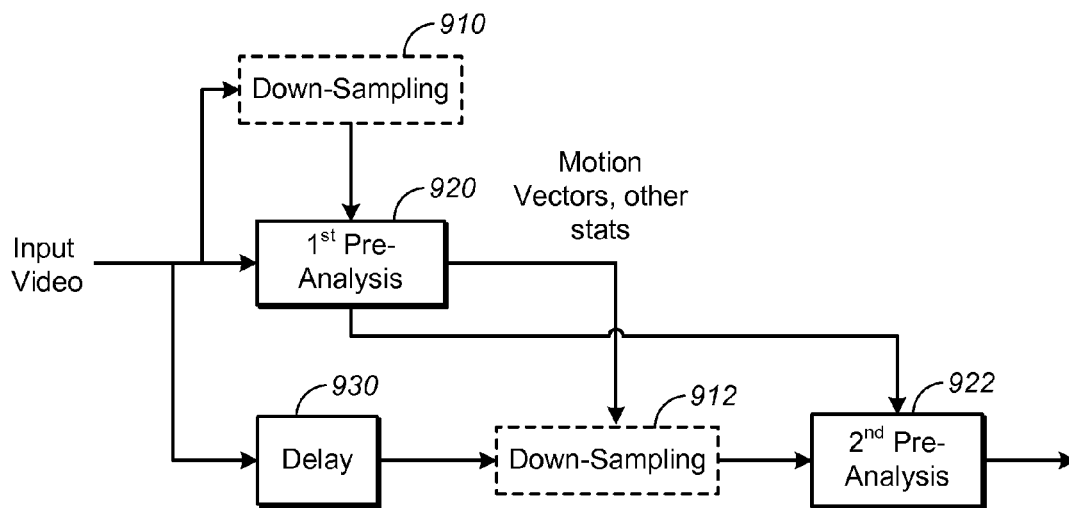 910
Down-Sampling
Motion
Vectors, other
stats
920
1st Pre-
Analysis
Input
Video
930
Delay
912
Down-Sampling
922
2nd Pre-
Analysis